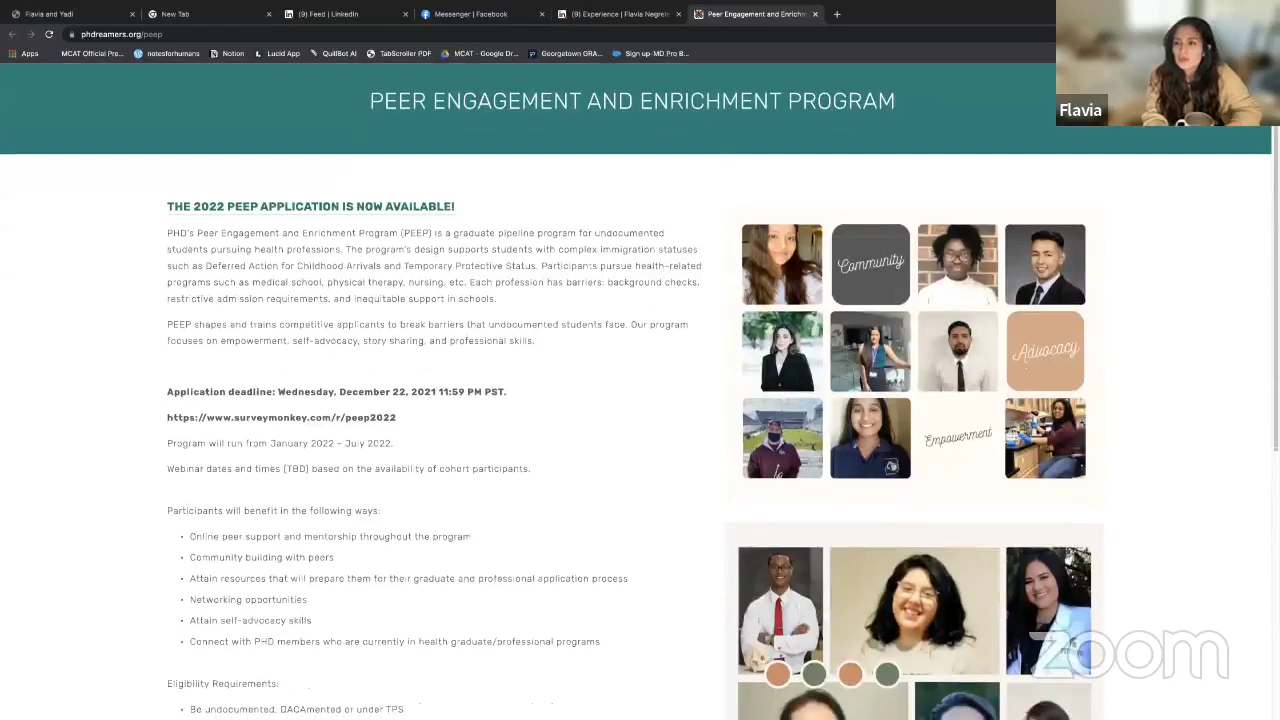 Flavia and Yadi
New Tab
(9) Feed | LinkedIn
Messenger | Facebook
(9) Experience | Flavia Negrete
Peer Engagement and Enrichm
phdreamers.org/peep
Apps
MCAT Official Pre...
notesforhumans
Notion
Lucid App
QuillBot AI
TabScroller PDF
MCAT - Google Dr...
Georgetown GRA...
Sign up-MD Pro B...
Flavia
PEER ENGAGEMENT AND ENRICHMENT PROGRAM
THE 2022 PEEP APPLICATION IS NOW AVAILABLE!
PHD's Peer Engagement and Enrichment Program (PEEP) is a graduate pipeline program for undocumented
students pursuing health professions. The program's design supports students with complex immigration statuses
such as Deferred Action for Childhood Arrivals and Temporary Protective Status. Participants pursue health-related
programs such as medical school, physical therapy, nursing, etc. Each profession has barriers: background checks,
restrictive admission requirements, and inequitable support in schools.
PEEP shapes and trains competitive applicants to break barriers that undocumented students face. Our program
focuses on empowerment, self-advocacy, story sharing, and professional skills.
Application deadline: Wednesday, December 22, 2021 11:59 PM PST.
https://www.surveymonkey.com/r/peep2022
Program will run from January 2022 - July 2022.
Webinar dates and times (TBD) based on the availability of cohort participants.
Participants will benefit in the following ways:
• Online peer support and mentorship throughout the program
• Community building with peers
• Attain resources that will prepare them for their graduate and professional application process
• Networking opportunities
• Attain self-advocacy skills
• Connect with PHD members who are currently in health graduate/professional programs
Eligibility Requirements:
• Be undocumented, DACAmented or under TPS
Community
Advocacy
Empowerment
zoom